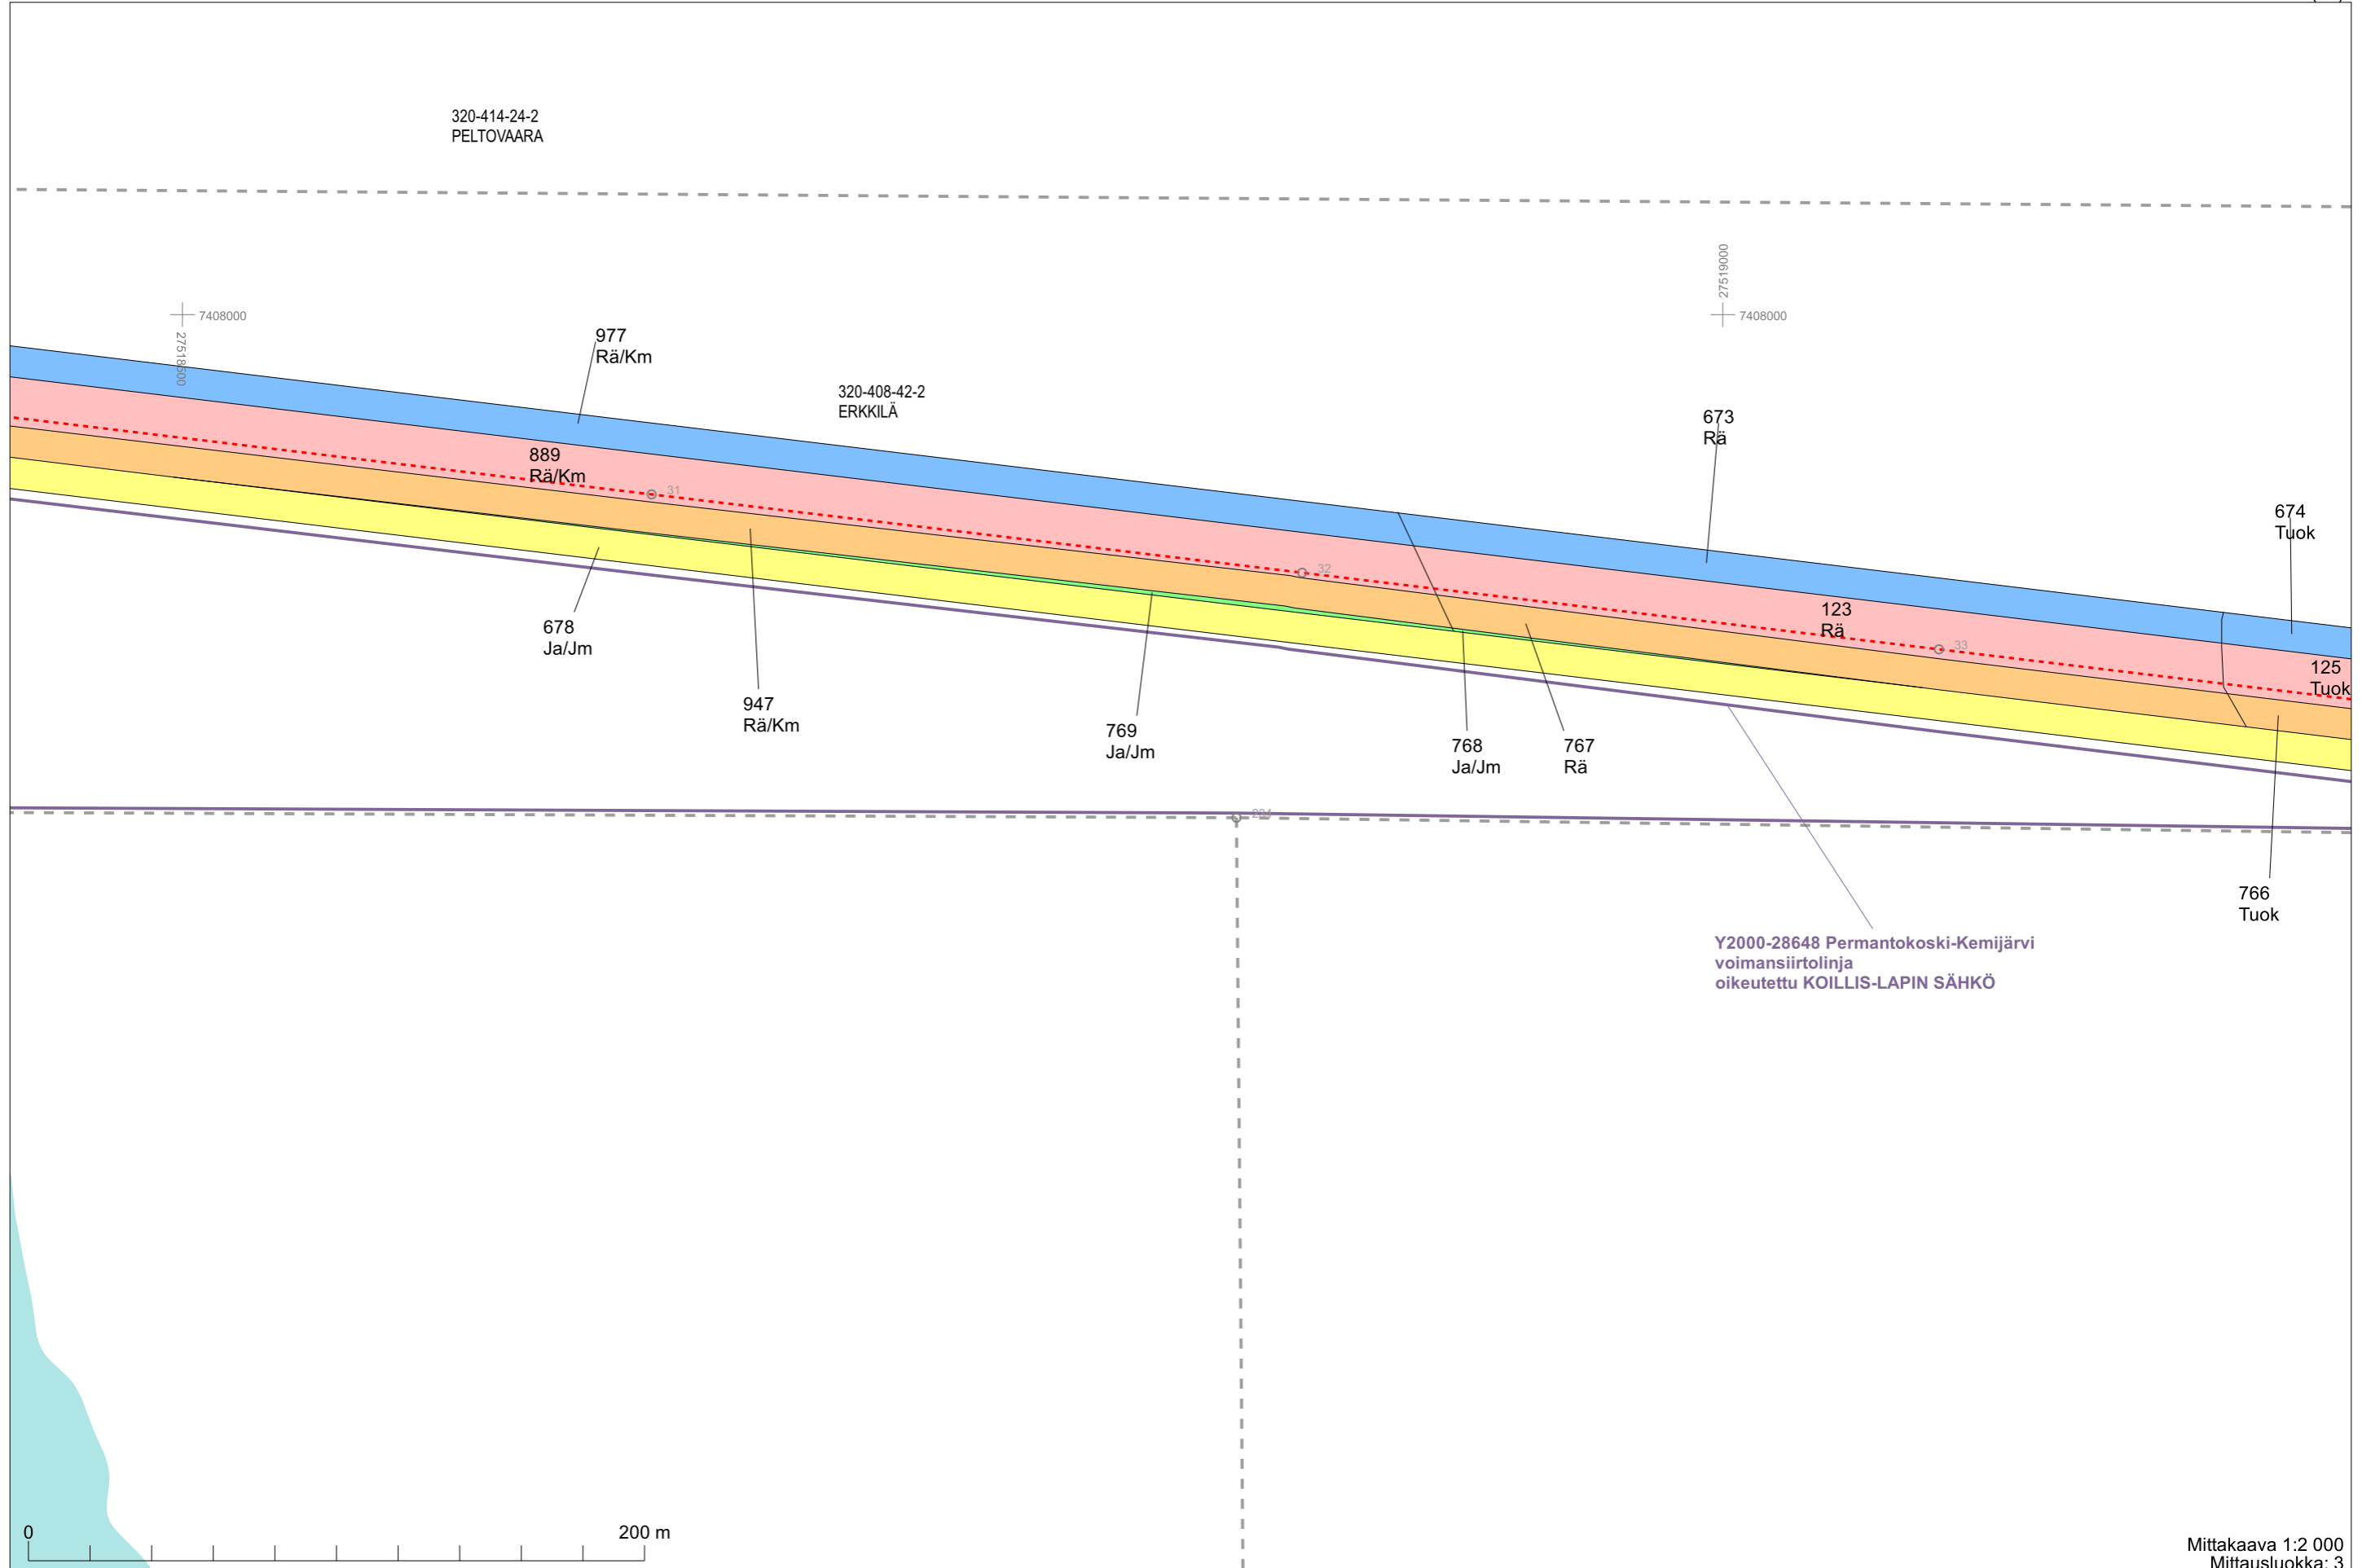 320-414-24-2
PELTOVAARA
27519000
7408000
7408000
27518500
977
Rä/Km
320-408-42-2
ERKKILÄ
673
Rä
889
Rä/Km
31
674
Tuok
32
123
Rä
33
678
Ja/Jm
125
Tuok
947
Rä/Km
769
Ja/Jm
768
Ja/Jm
767
Rä
766
Tuok
Y2000-28648 Permantokoski-Kemijärvi
voimansiirtolinja
oikeutettu KOILLIS-LAPIN SÄHKÖ
0
200 m
Mittakaava 1:2 000
Mittausluokka: 3